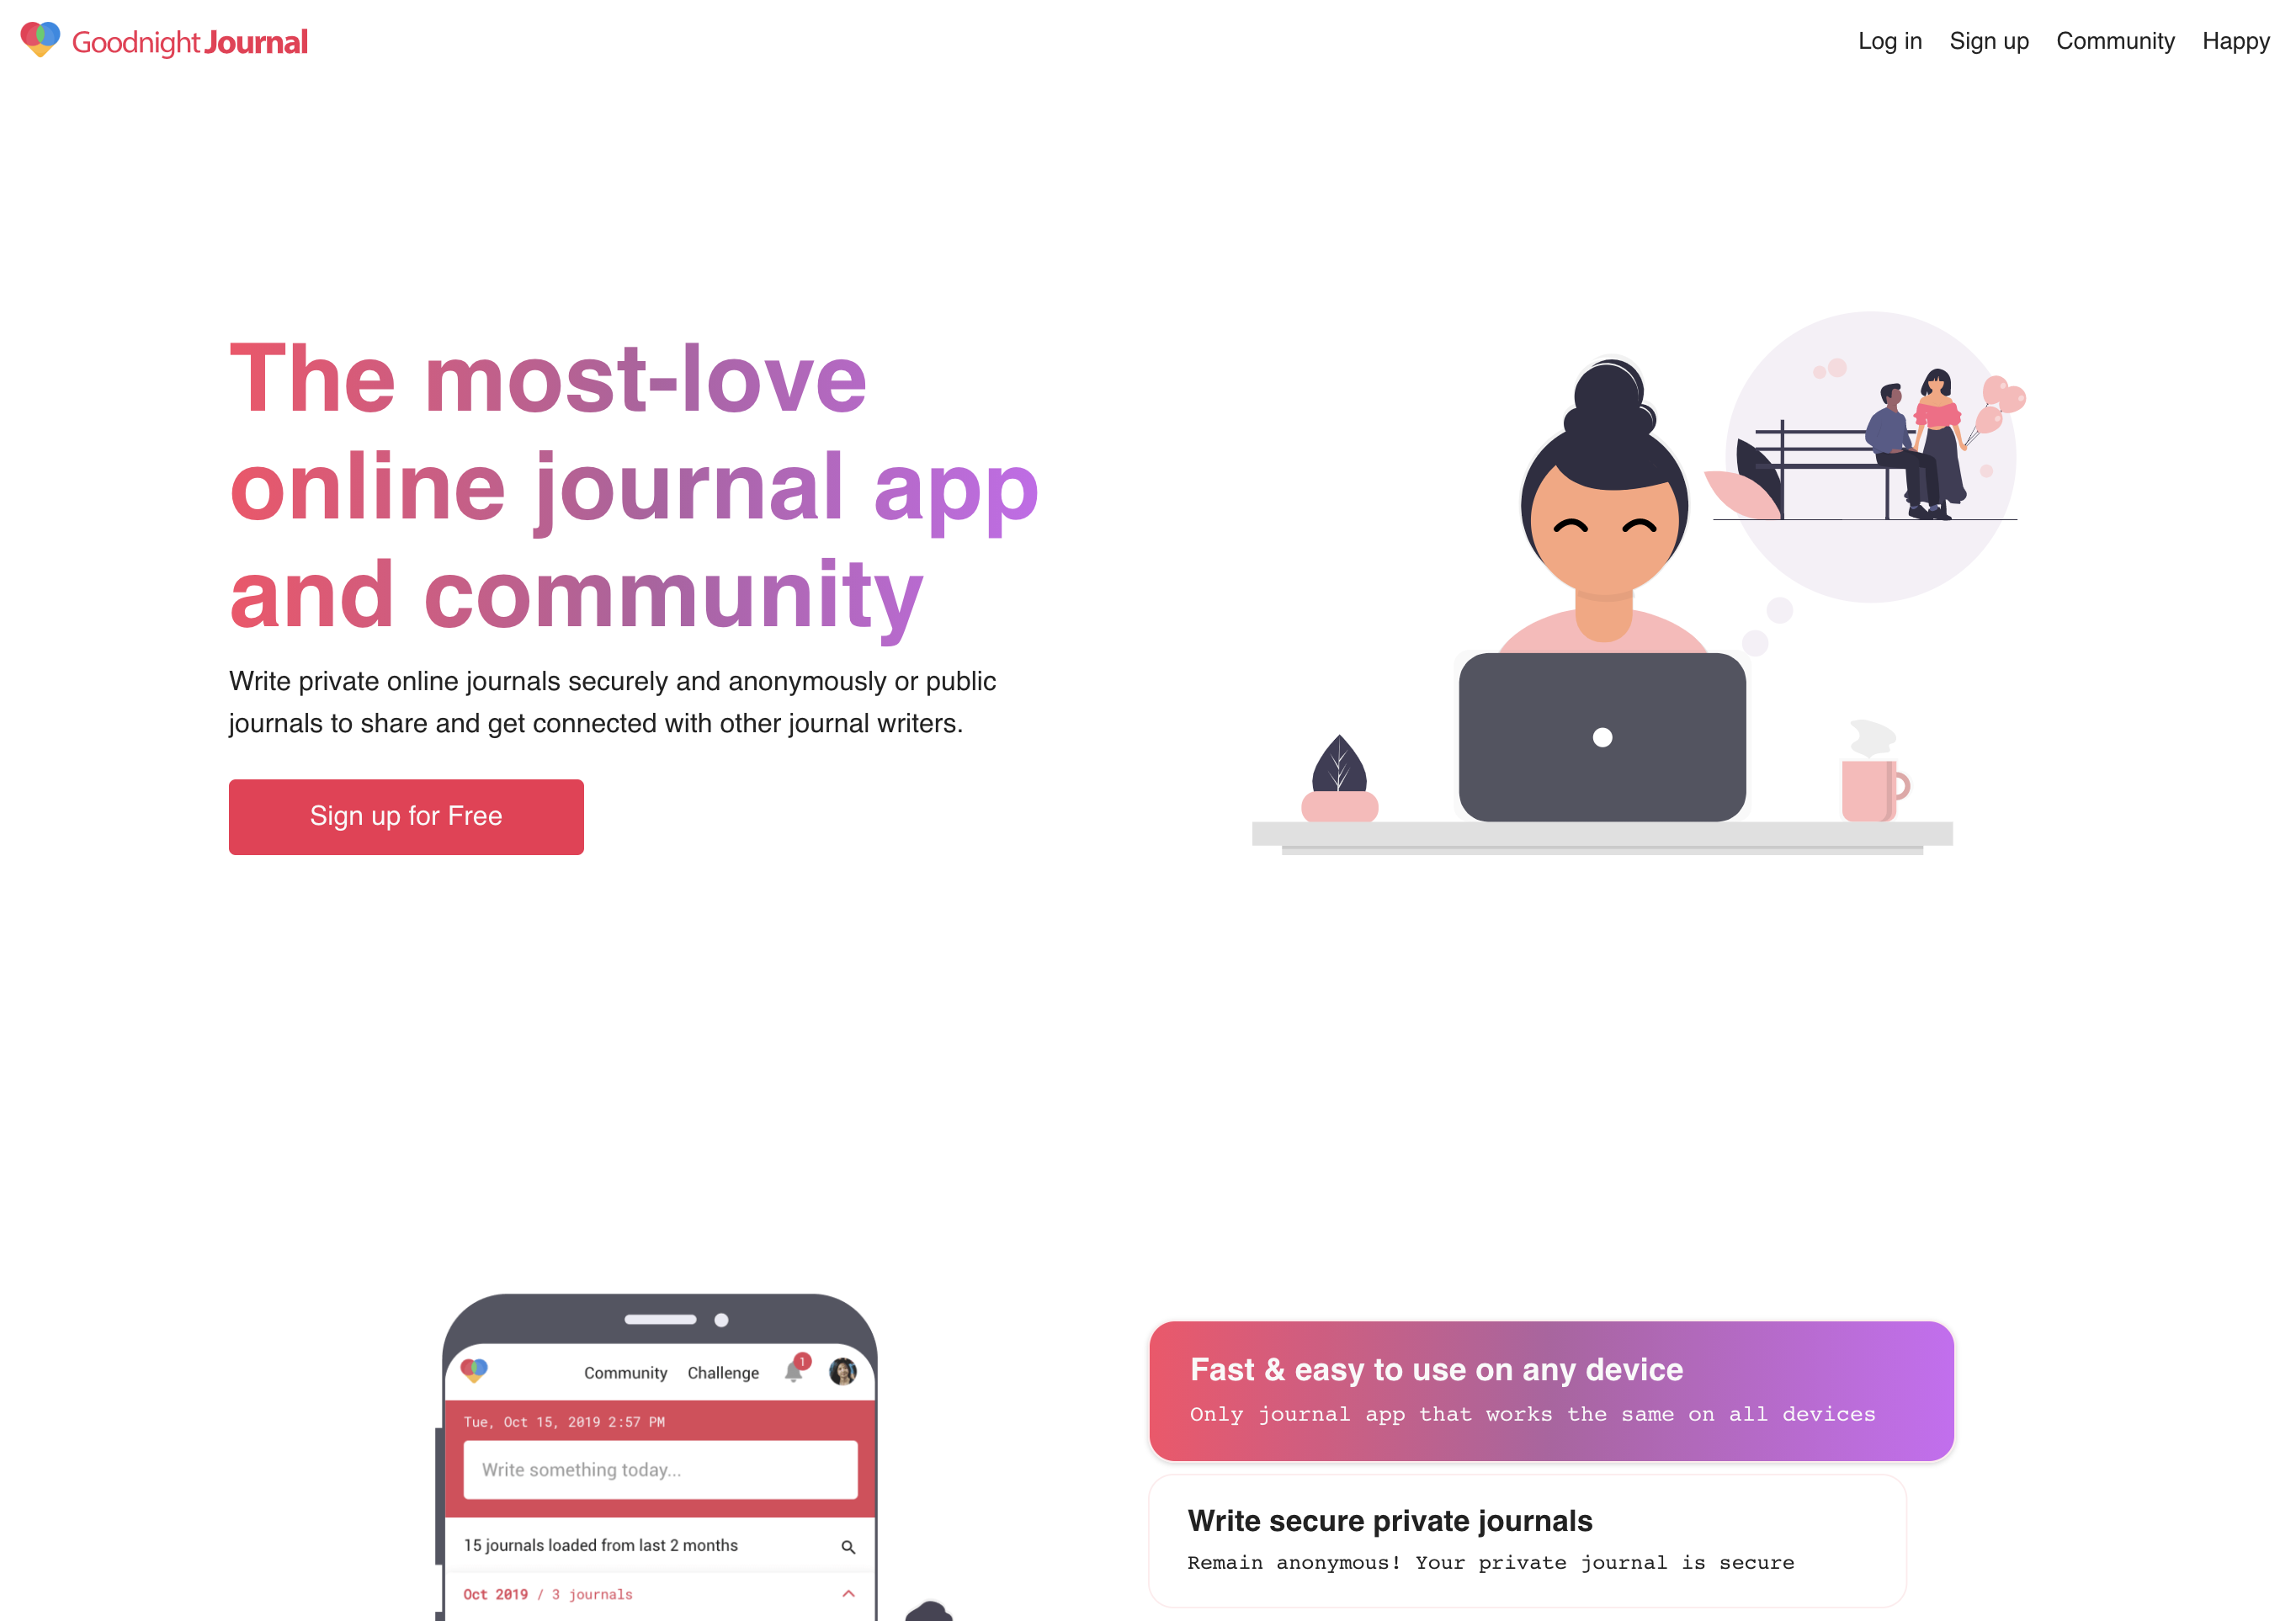 Goodnight Journal
Log in Sign up Community Happy
The most-love
online journal app
and community
Write private online journals securely and anonymously or public
journals to share and get connected with other journal writers.
Sign up for Free
Community Challenge 1
Tue, Oct 15, 2019 2:57 PM
Write something today...
15 journals loaded from last 2 months
Oct 2019 / 3 journals
Fast & easy to use on any device
Only journal app that works the same on all devices
Write secure private journals
Remain anonymous! Your private journal is secure